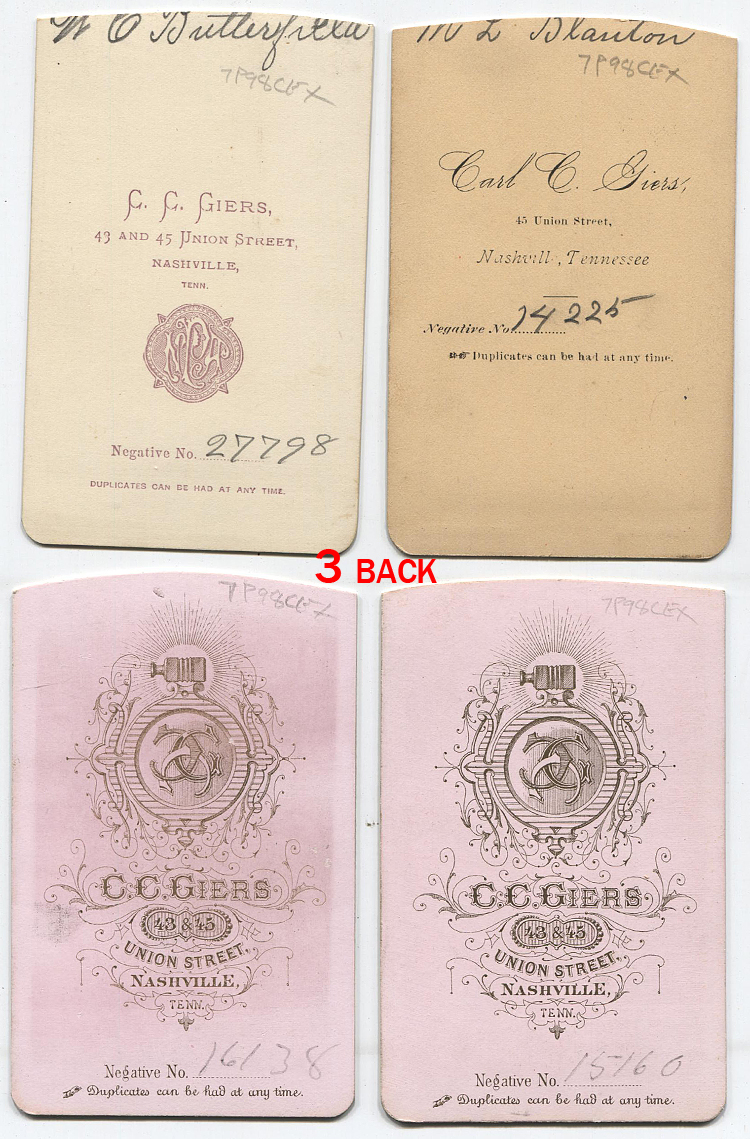 W C Butterfield
7P98CEX
C. C. GIERS,
43 AND 45 UNION STREET,
NASHVILLE,
TENN.
NPA
Negative No. 27798
DUPLICATES CAN BE HAD AT ANY TIME.
M L Blanton
7P98CEX
Carl C. Giers,
45 Union Street,
Nashvill, Tennessee
Negative No. 14225
Duplicates can be had at any time.
3 BACK
7P98CEX
C.C. GIERS
43 & 45
UNION STREET,
NASHVILLE,
TENN.
Negative No. 16138
Duplicates can be had at any time.
7P98CEX
C.C. GIERS
43 & 45
UNION STREET,
NASHVILLE,
TENN.
Negative No. 15160
Duplicates can be had at any time.